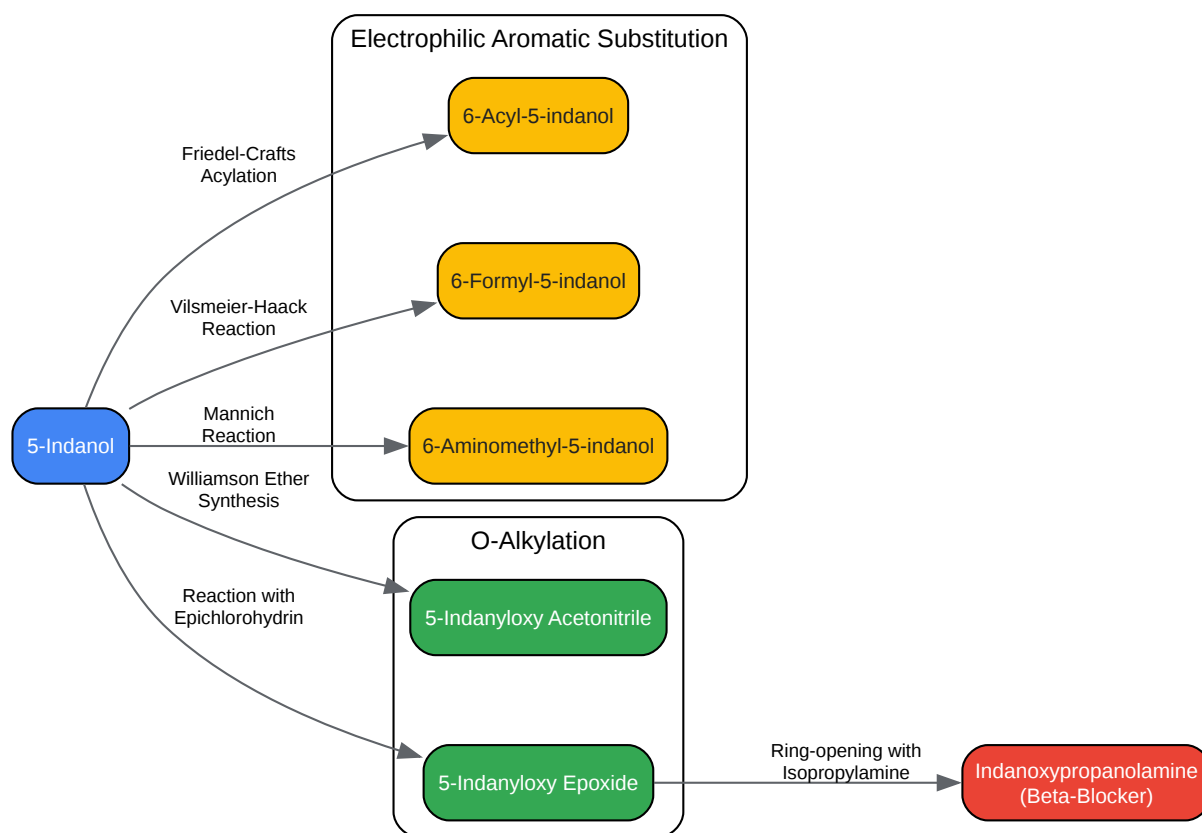 Electrophilic Aromatic Substitution
6-Acyl-5-indanol
Friedel-Crafts
Acylation
6-Formyl-5-indanol
Vilsmeier-Haack
Reaction
5-Indanol
Mannich
Reaction
6-Aminomethyl-5-indanol
Williamson Ether
Synthesis
O-Alkylation
5-Indanyloxy Acetonitrile
Reaction with
Epichlorohydrin
5-Indanyloxy Epoxide
Ring-opening with
Isopropylamine
Indanoxypropanolamine
(Beta-Blocker)